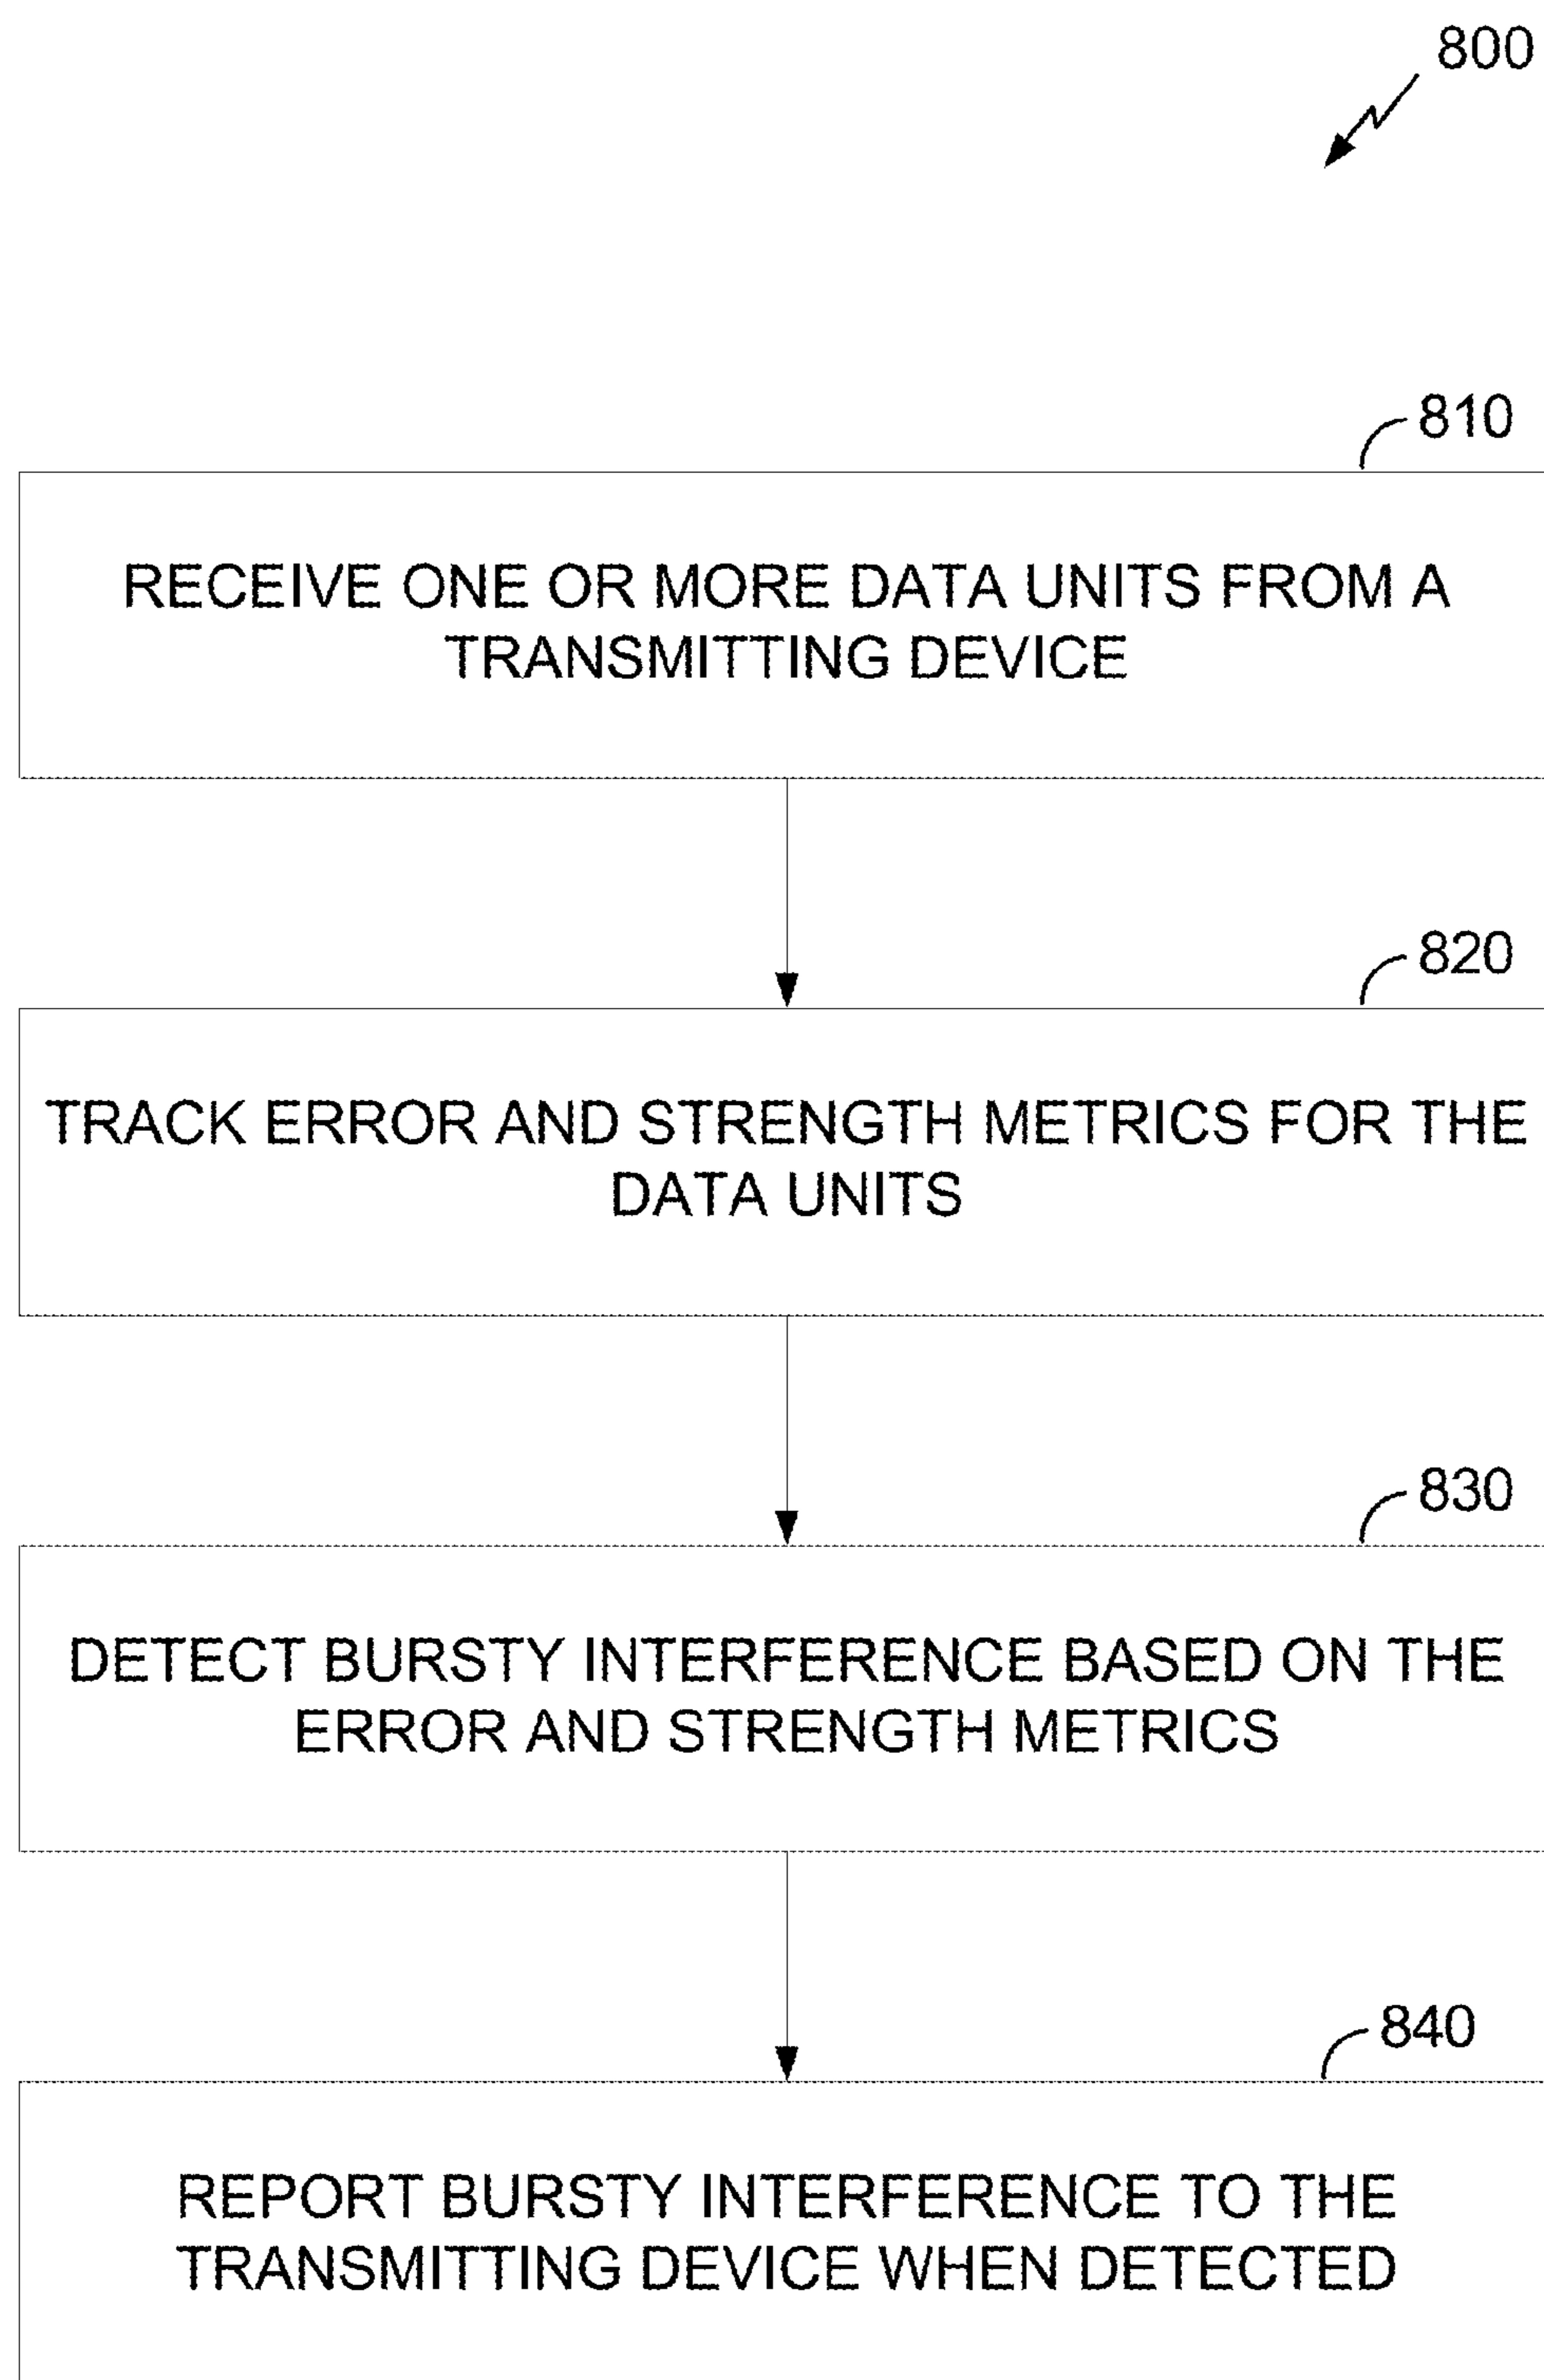 800
810
RECEIVE ONE OR MORE DATA UNITS FROM A
TRANSMITTING DEVICE
820
TRACK ERROR AND STRENGTH METRICS FOR THE
DATA UNITS
830
DETECT BURSTY INTERFERENCE BASED ON THE
ERROR AND STRENGTH METRICS
840
REPORT BURSTY INTERFERENCE TO THE
TRANSMITTING DEVICE WHEN DETECTED